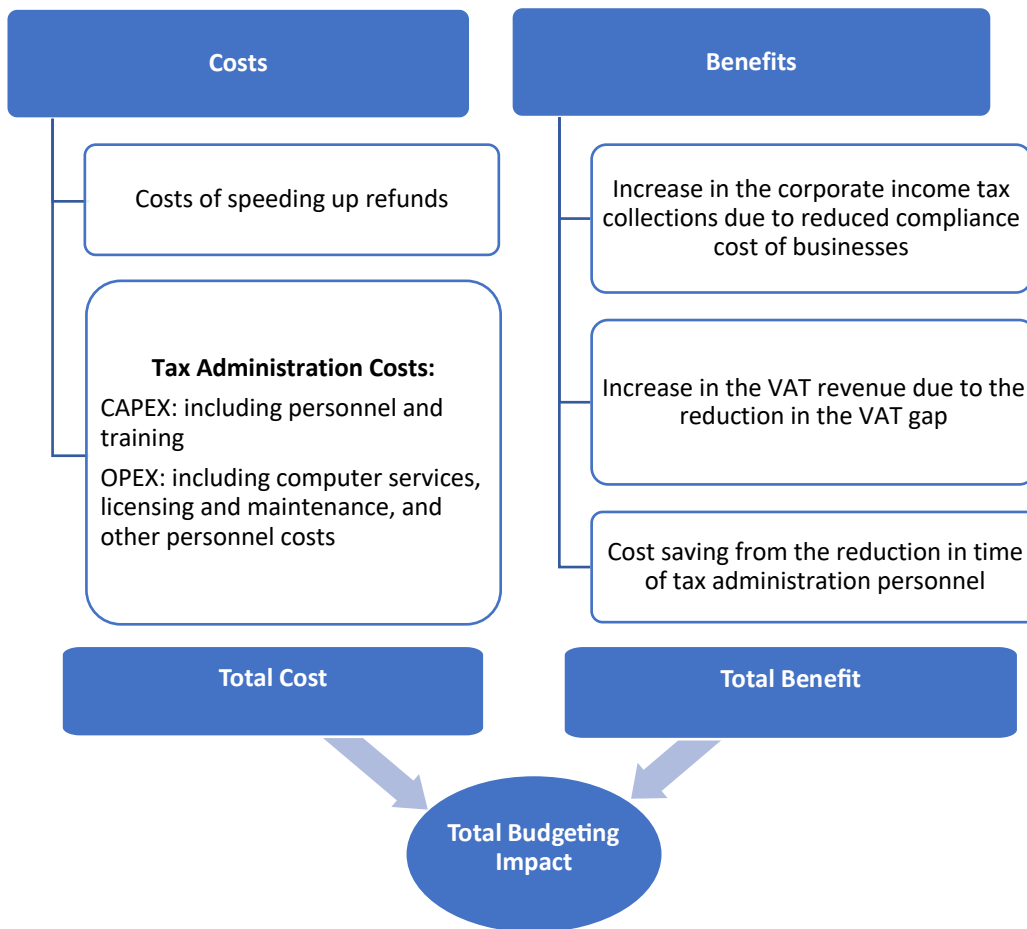 Costs
Costs of speeding up refunds
Tax Administration Costs:
CAPEX: including personnel and
training
OPEX: including computer services,
licensing and maintenance, and
other personnel costs
Benefits
Increase in the corporate income tax
collections due to reduced compliance
cost of businesses
Increase in the VAT revenue due to the
reduction in the VAT gap
Cost saving from the reduction in time
of tax administration personnel
Total Cost
Total Benefit
Total Budgeting
Impact